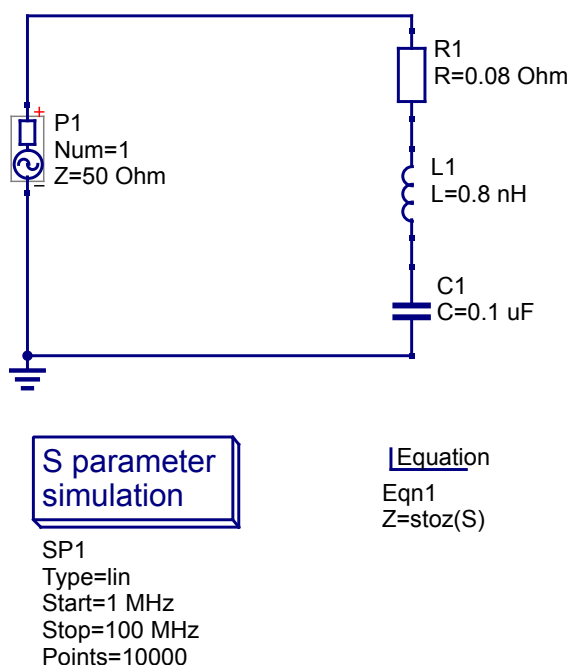 R1
R=0.08 Ohm
+
P1
Num=1
Z=50 Ohm
−
L1
L=0.8 nH
C1
C=0.1 uF
S parameter
simulation
SP1
Type=lin
Start=1 MHz
Stop=100 MHz
Points=10000
Equation
Eqn1
Z=stoz(S)